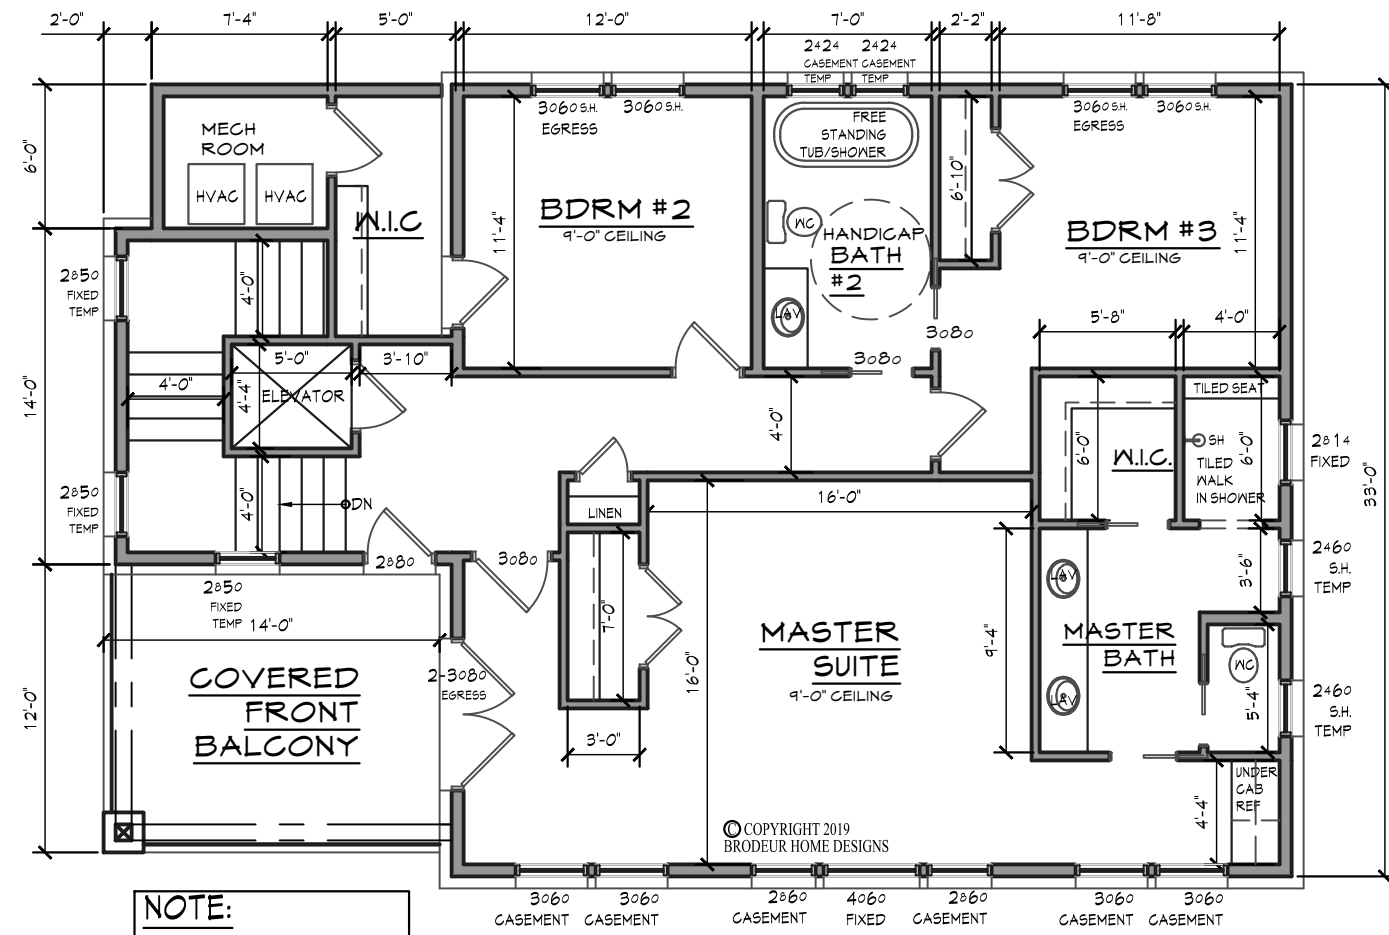 2'-0"
7'-4"
5'-0"
12'-0"
7'-0"
2'-2"
11'-8"
2424
CASEMENT
TEMP
2424
CASEMENT
TEMP
6'-0"
MECH
ROOM
HVAC
HVAC
W.I.C
3060 S.H.
EGRESS
3060 S.H.
11'-4"
BDRM #2
9'-0" CEILING
FREE
STANDING
TUB/SHOWER
WC
HANDICAP
BATH
#2
LAV
6'-10"
3060 S.H.
EGRESS
3060 S.H.
BDRM #3
9'-0" CEILING
11'-4"
3080
3080
5'-8"
4'-0"
2850
FIXED
TEMP
4'-0"
14'-0"
4'-0"
5'-0"
4'-4"
ELEVATOR
3'-10"
4'-0"
6'-0"
W.I.C.
TILED SEAT
SH
TILED
WALK
IN SHOWER
6'-0"
2814
FIXED
33'-0"
2850
FIXED
TEMP
4'-0"
DN
LINEN
16'-0"
2880
3080
2850
FIXED
TEMP
14'-0"
7'-0"
3'-0"
16'-0"
2-3080
EGRESS
COVERED
FRONT
BALCONY
12'-0"
MASTER
SUITE
9'-0" CEILING
9'-4"
LAV
MASTER
BATH
LAV
3'-6"
2460
S.H.
TEMP
WC
5'-4"
2460
S.H.
TEMP
4'-4"
UNDER
CAB
REF
© COPYRIGHT 2019
BRODEUR HOME DESIGNS
3060
CASEMENT
3060
CASEMENT
2860
CASEMENT
4060
FIXED
2860
CASEMENT
3060
CASEMENT
3060
CASEMENT
NOTE: